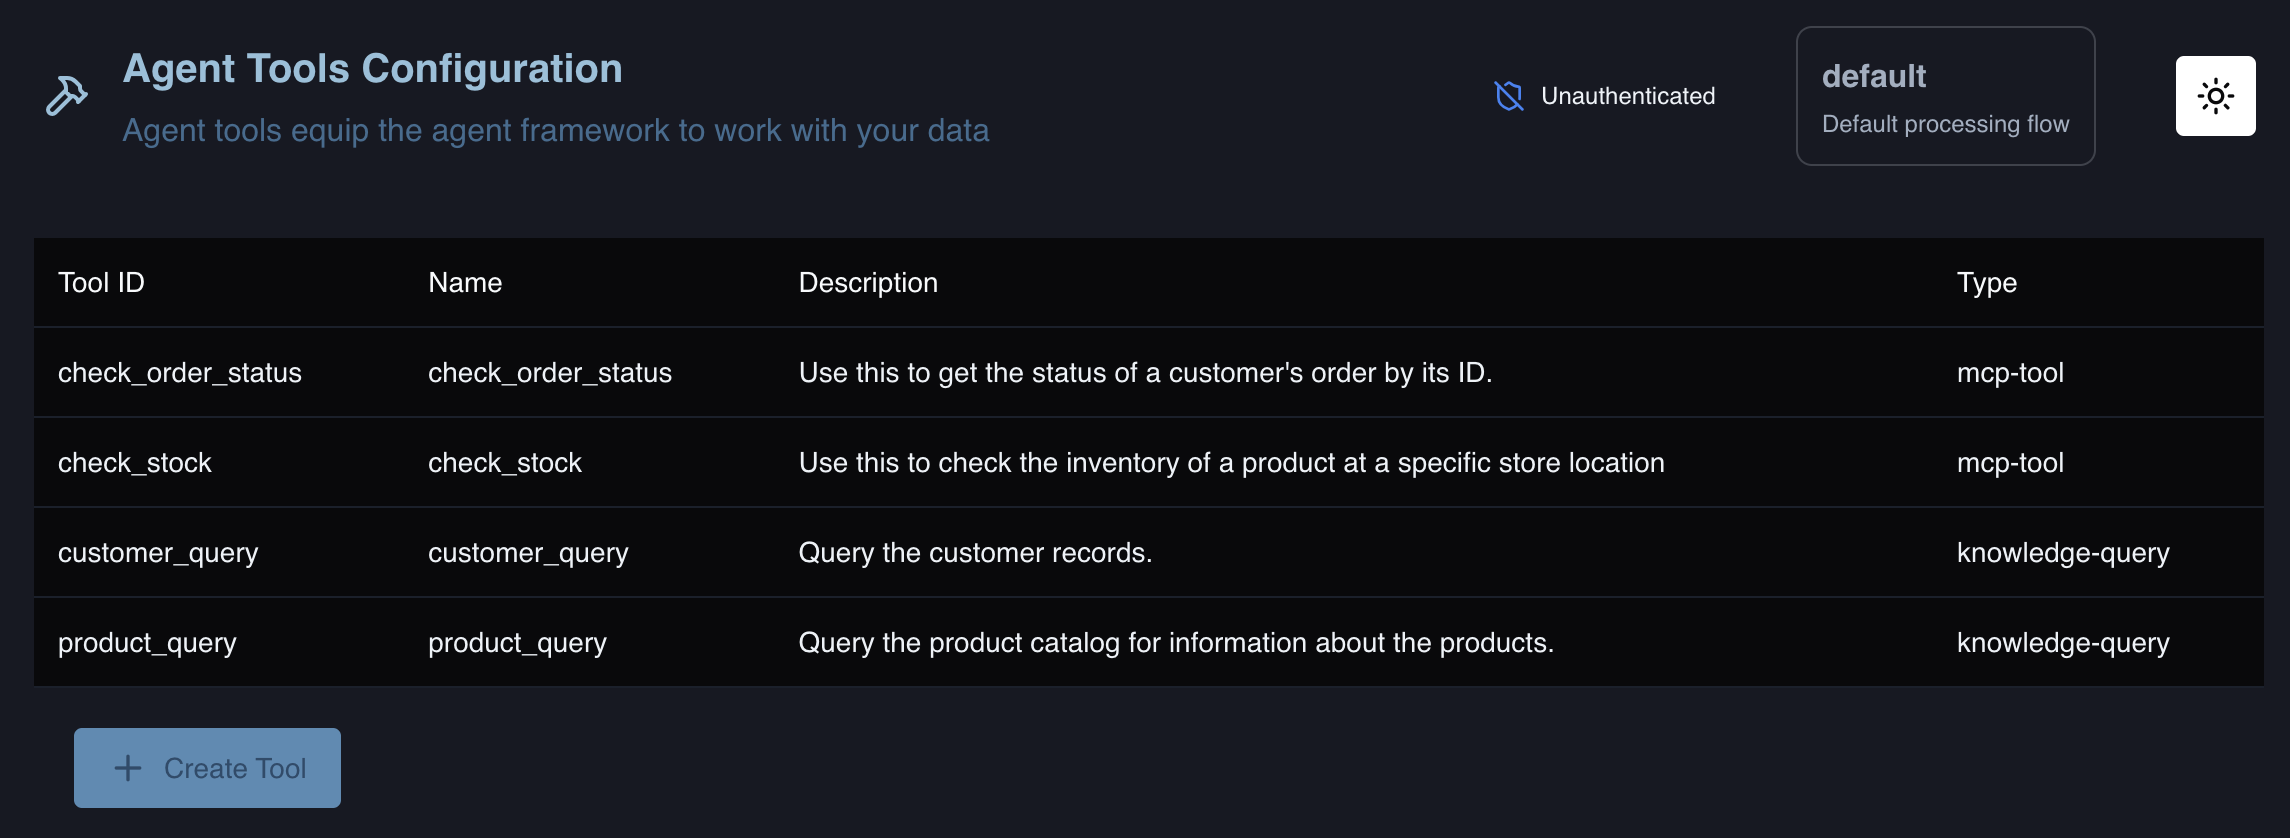 Agent Tools Configuration
Agent tools equip the agent framework to work with your data
Unauthenticated
default
Default processing flow
Tool ID Name Description Type
check_order_status check_order_status Use this to get the status of a customer's order by its ID. mcp-tool
check_stock check_stock Use this to check the inventory of a product at a specific store location mcp-tool
customer_query customer_query Query the customer records. knowledge-query
product_query product_query Query the product catalog for information about the products. knowledge-query
Create Tool